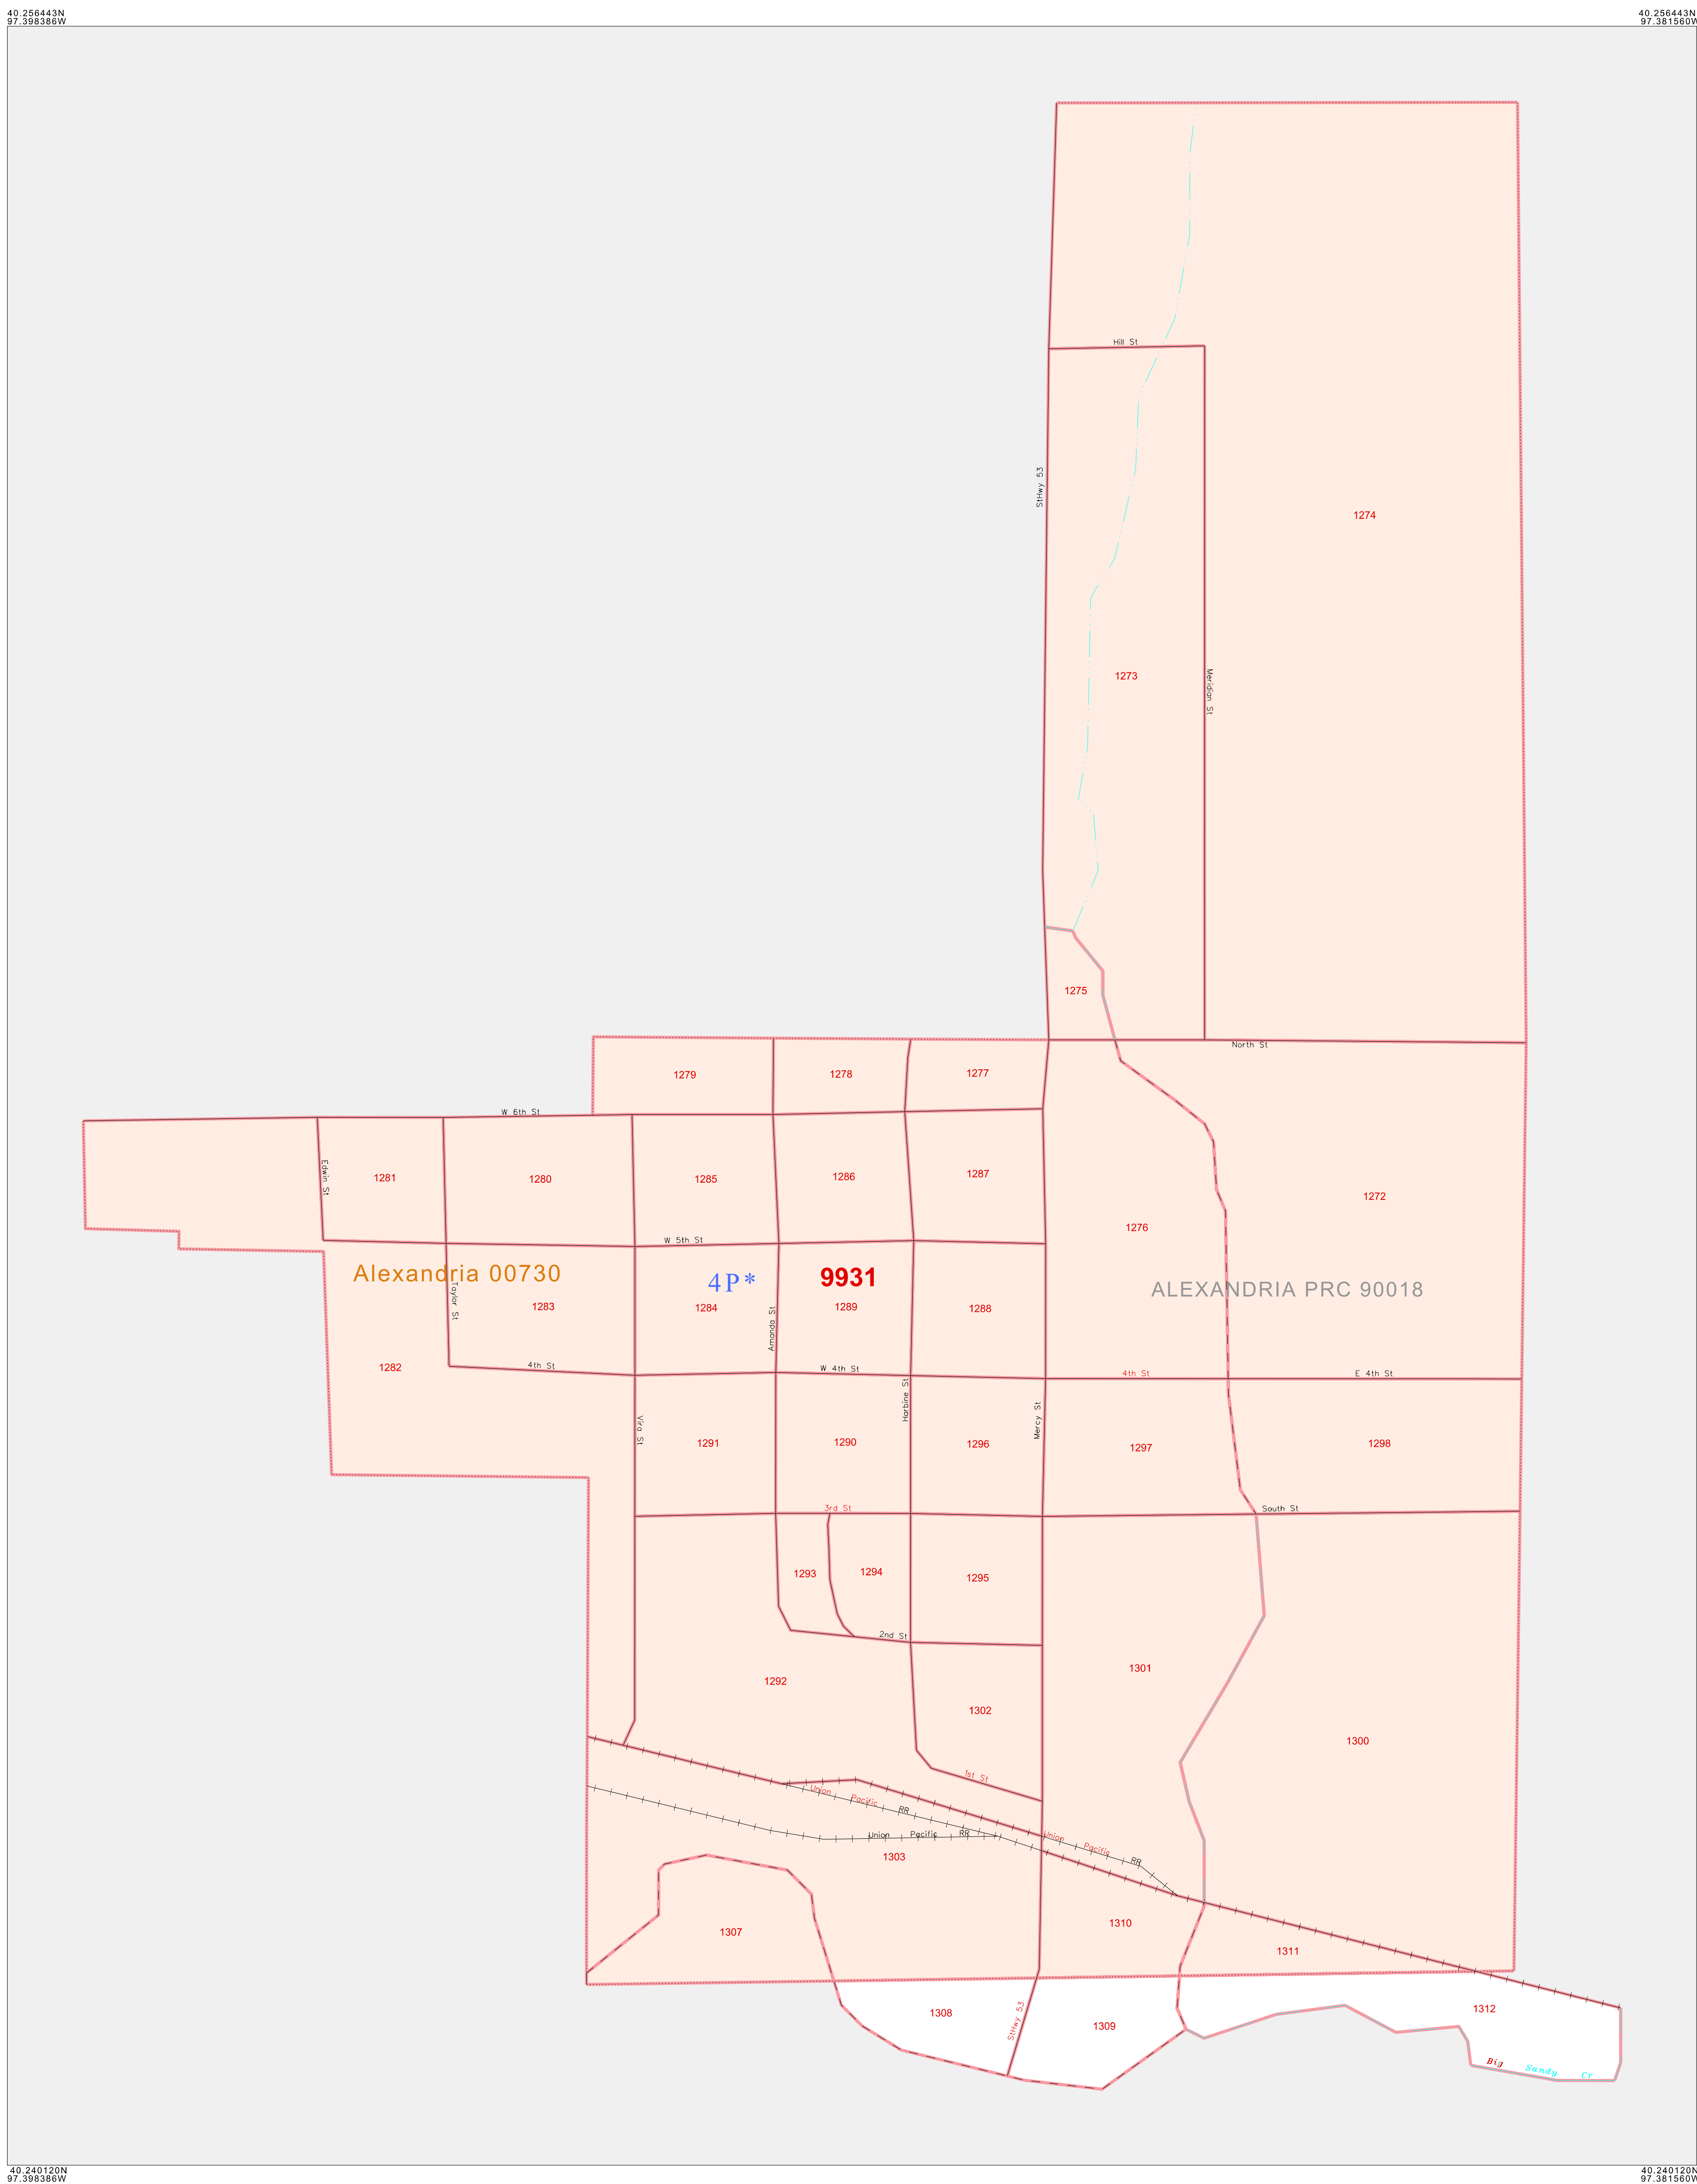 40.256443N
97.398386W
40.256443N
97.381560W
Hill St
StHwy 53
1274
1273
Meridian St
1275
North St
1279
1278
1277
W 6th St
Edwin St
1281
1280
1285
1286
1287
1272
1276
W 5th St
Alexandria 00730
4P*
9931
ALEXANDRIA PRC 90018
Taylor St
1283
1284
Amanda St
1289
1288
1282
4th St
W 4th St
4th St
E 4th St
Harbine St
Mercy St
Vira St
1291
1290
1296
1297
1298
3rd St
South St
1293
1294
1295
2nd St
1292
1301
1302
1300
1st St
Union Pacific RR
Union Pacific RR
Union Pacific RR
1303
1307
1310
1311
1308
StHwy 53
1309
1312
Big Sandy Cr
40.240120N
97.398386W
40.240120N
97.381560W